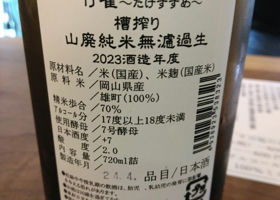 竹雀～たけすずめ～
槽搾り
山廃純米無濾過生
2023酒造年度
原材料名／米(国産)、米麹(国産米)
原料米／岡山県産
雄町(100%)
精米歩合／70%
アルコール分／17度以上18度未満
使用酵母／7号酵母
日本酒度／+7
酸度／2.0
内容量／720ml詰
製造年月 24.4. 品目/日本酒